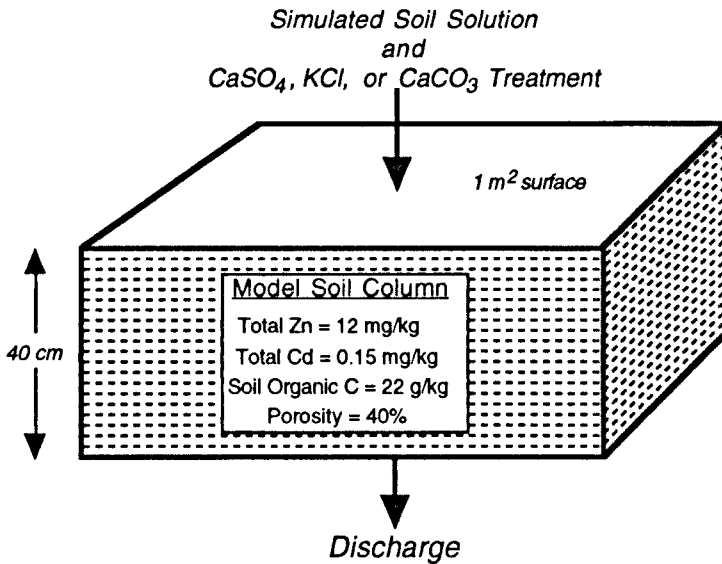 Simulated Soil Solution
and
CaSO₄, KCl, or CaCO₃ Treatment
1 m² surface
40 cm
Model Soil Column
Total Zn = 12 mg/kg
Total Cd = 0.15 mg/kg
Soil Organic C = 22 g/kg
Porosity = 40%
Discharge